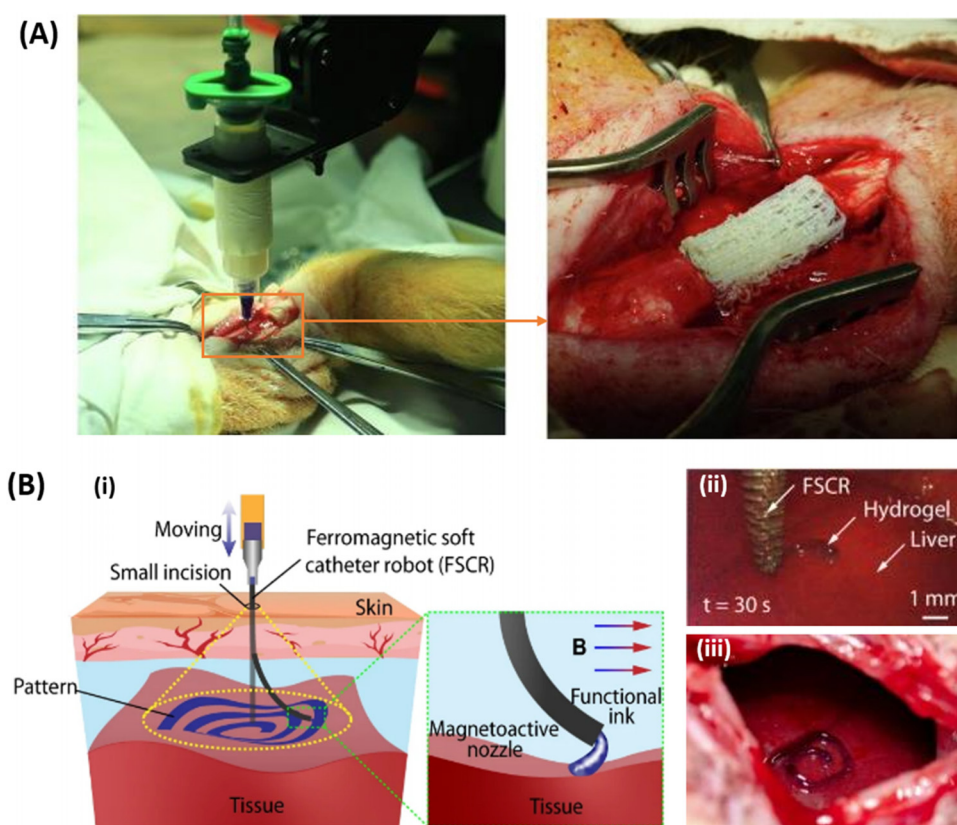 (A)
(B)
(i)
Moving
Ferromagnetic soft
catheter robot (FSCR)
Small incision
Skin
Pattern
Tissue
B
Functional
ink
Magnetoactive
nozzle
Tissue
(ii)
FSCR
Hydrogel
Liver
t = 30 s
1 mm
(iii)